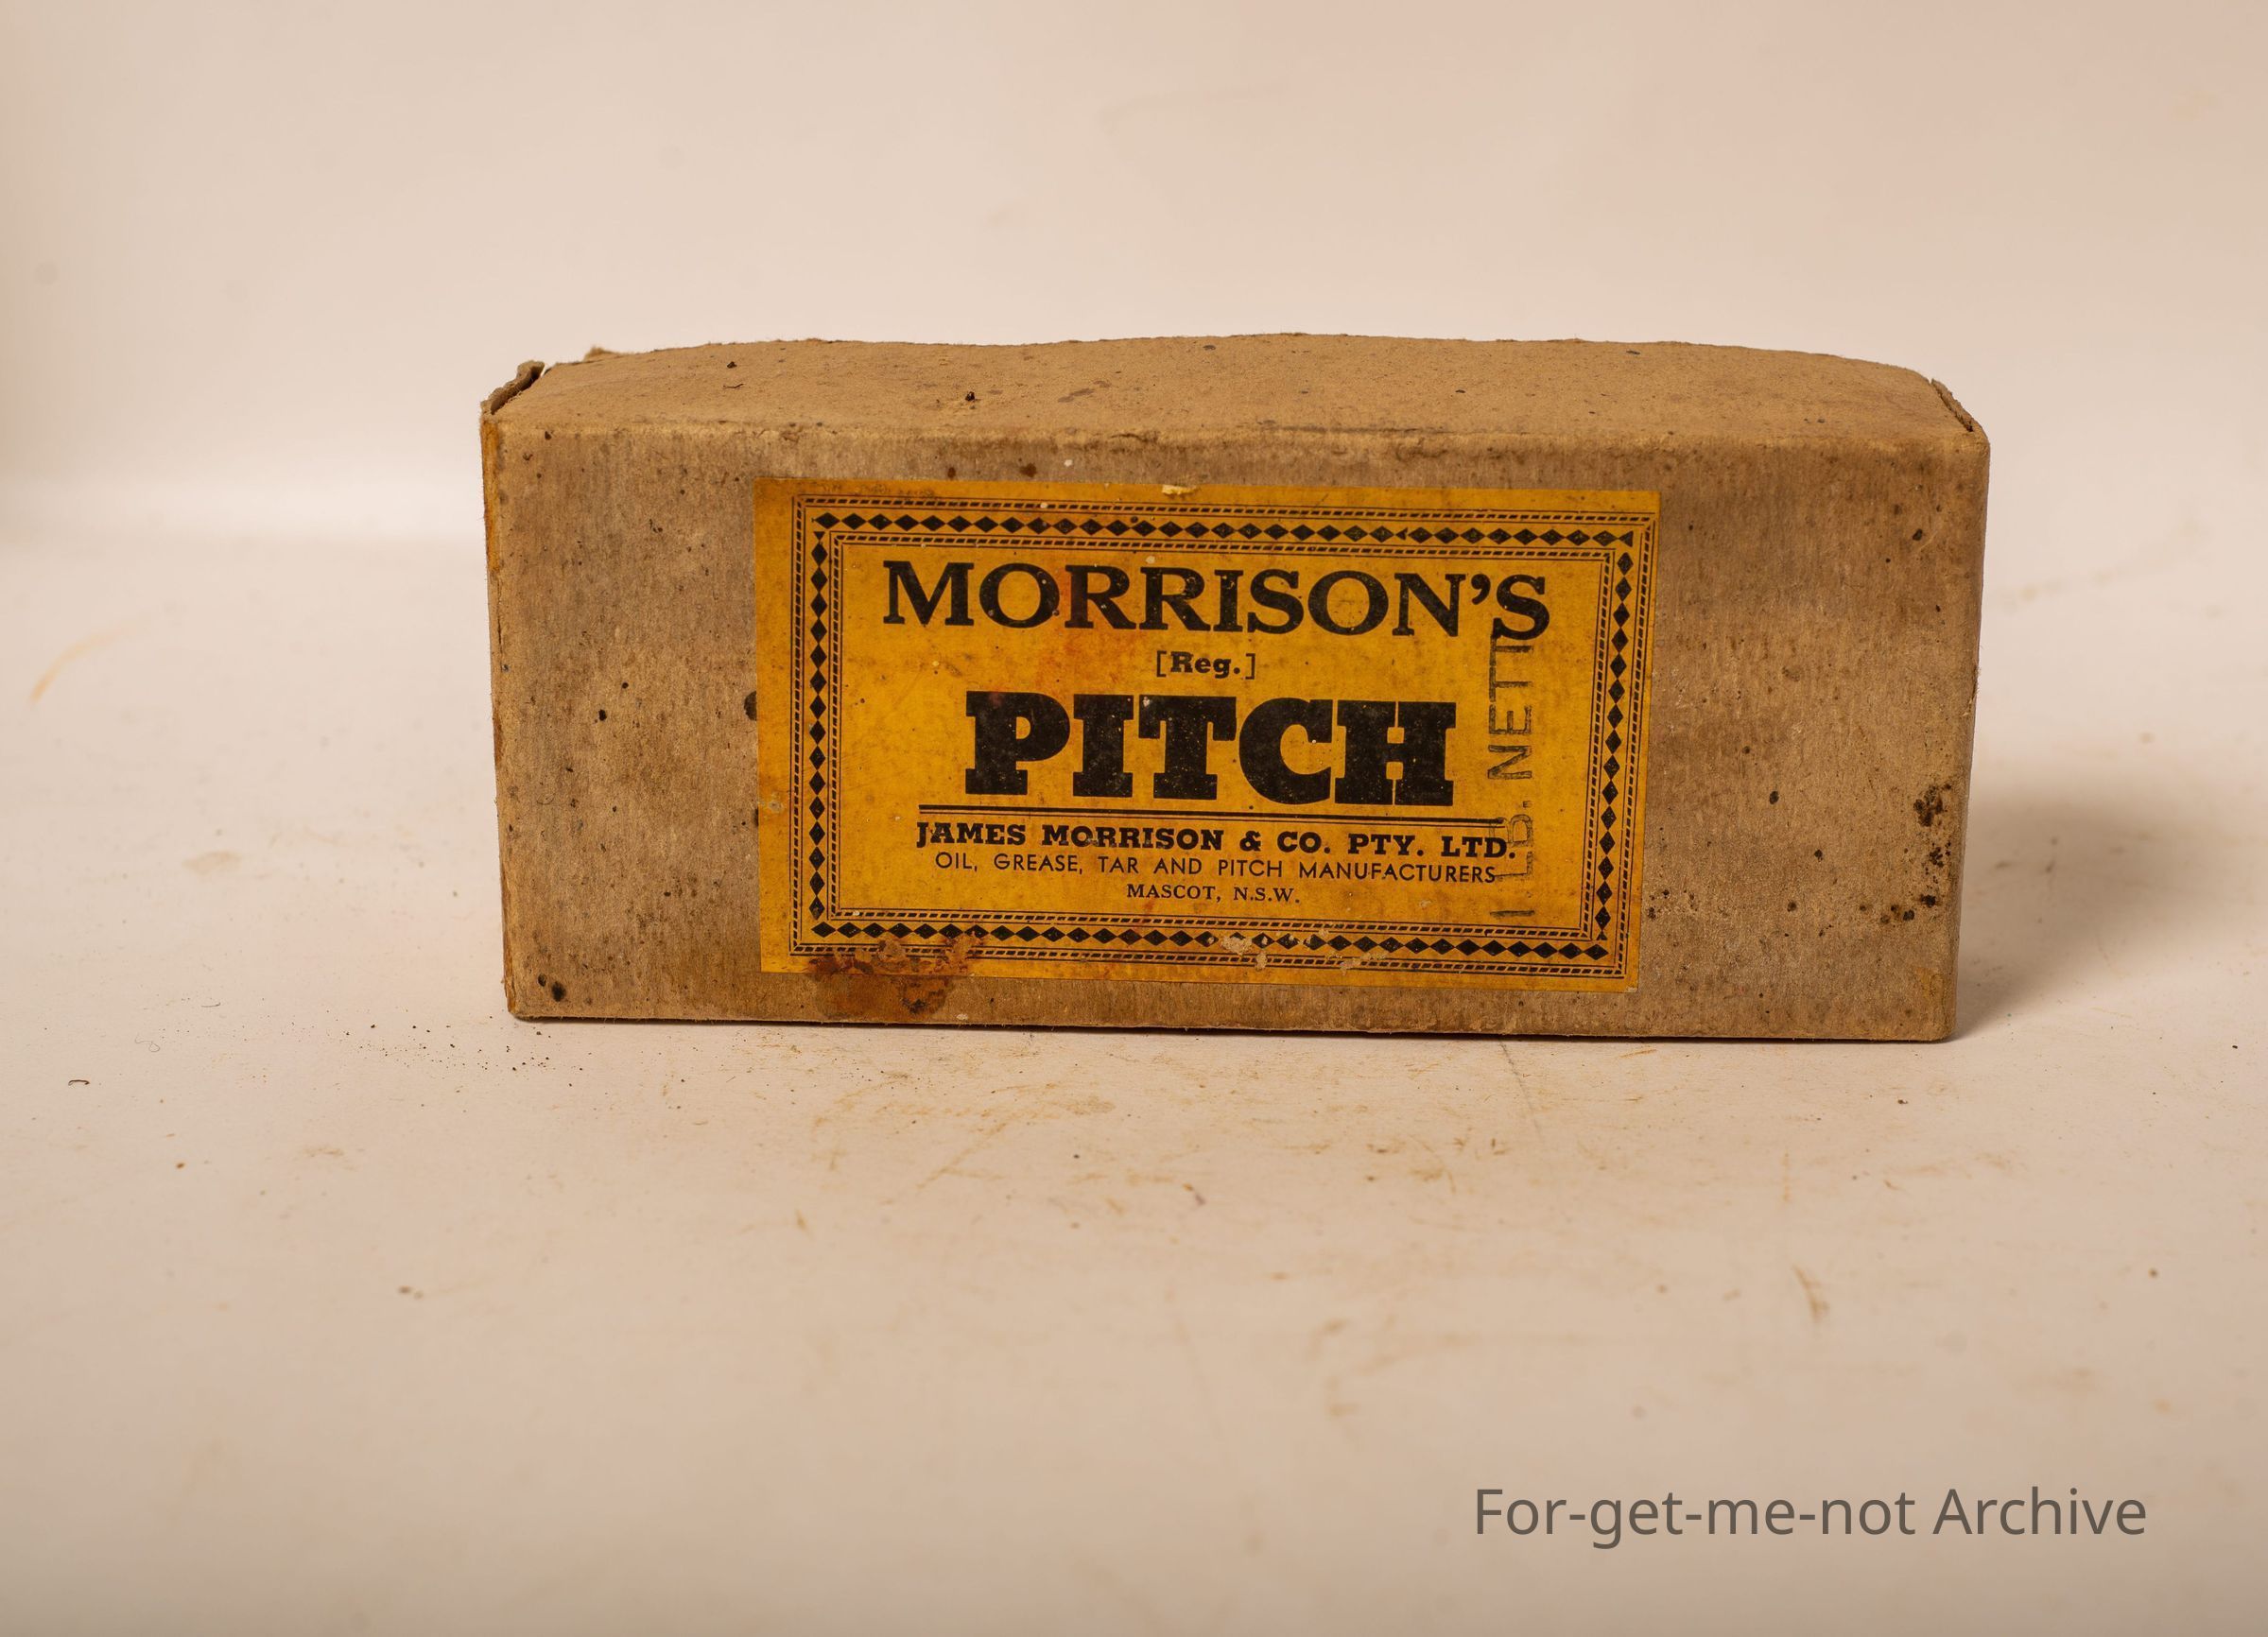 MORRISON'S
[Reg.]
PITCH
JAMES MORRISON & CO. PTY. LTD.
OIL, GREASE, TAR AND PITCH MANUFACTURERS
MASCOT, N.S.W.
1 LB. NETT
For-get-me-not Archive